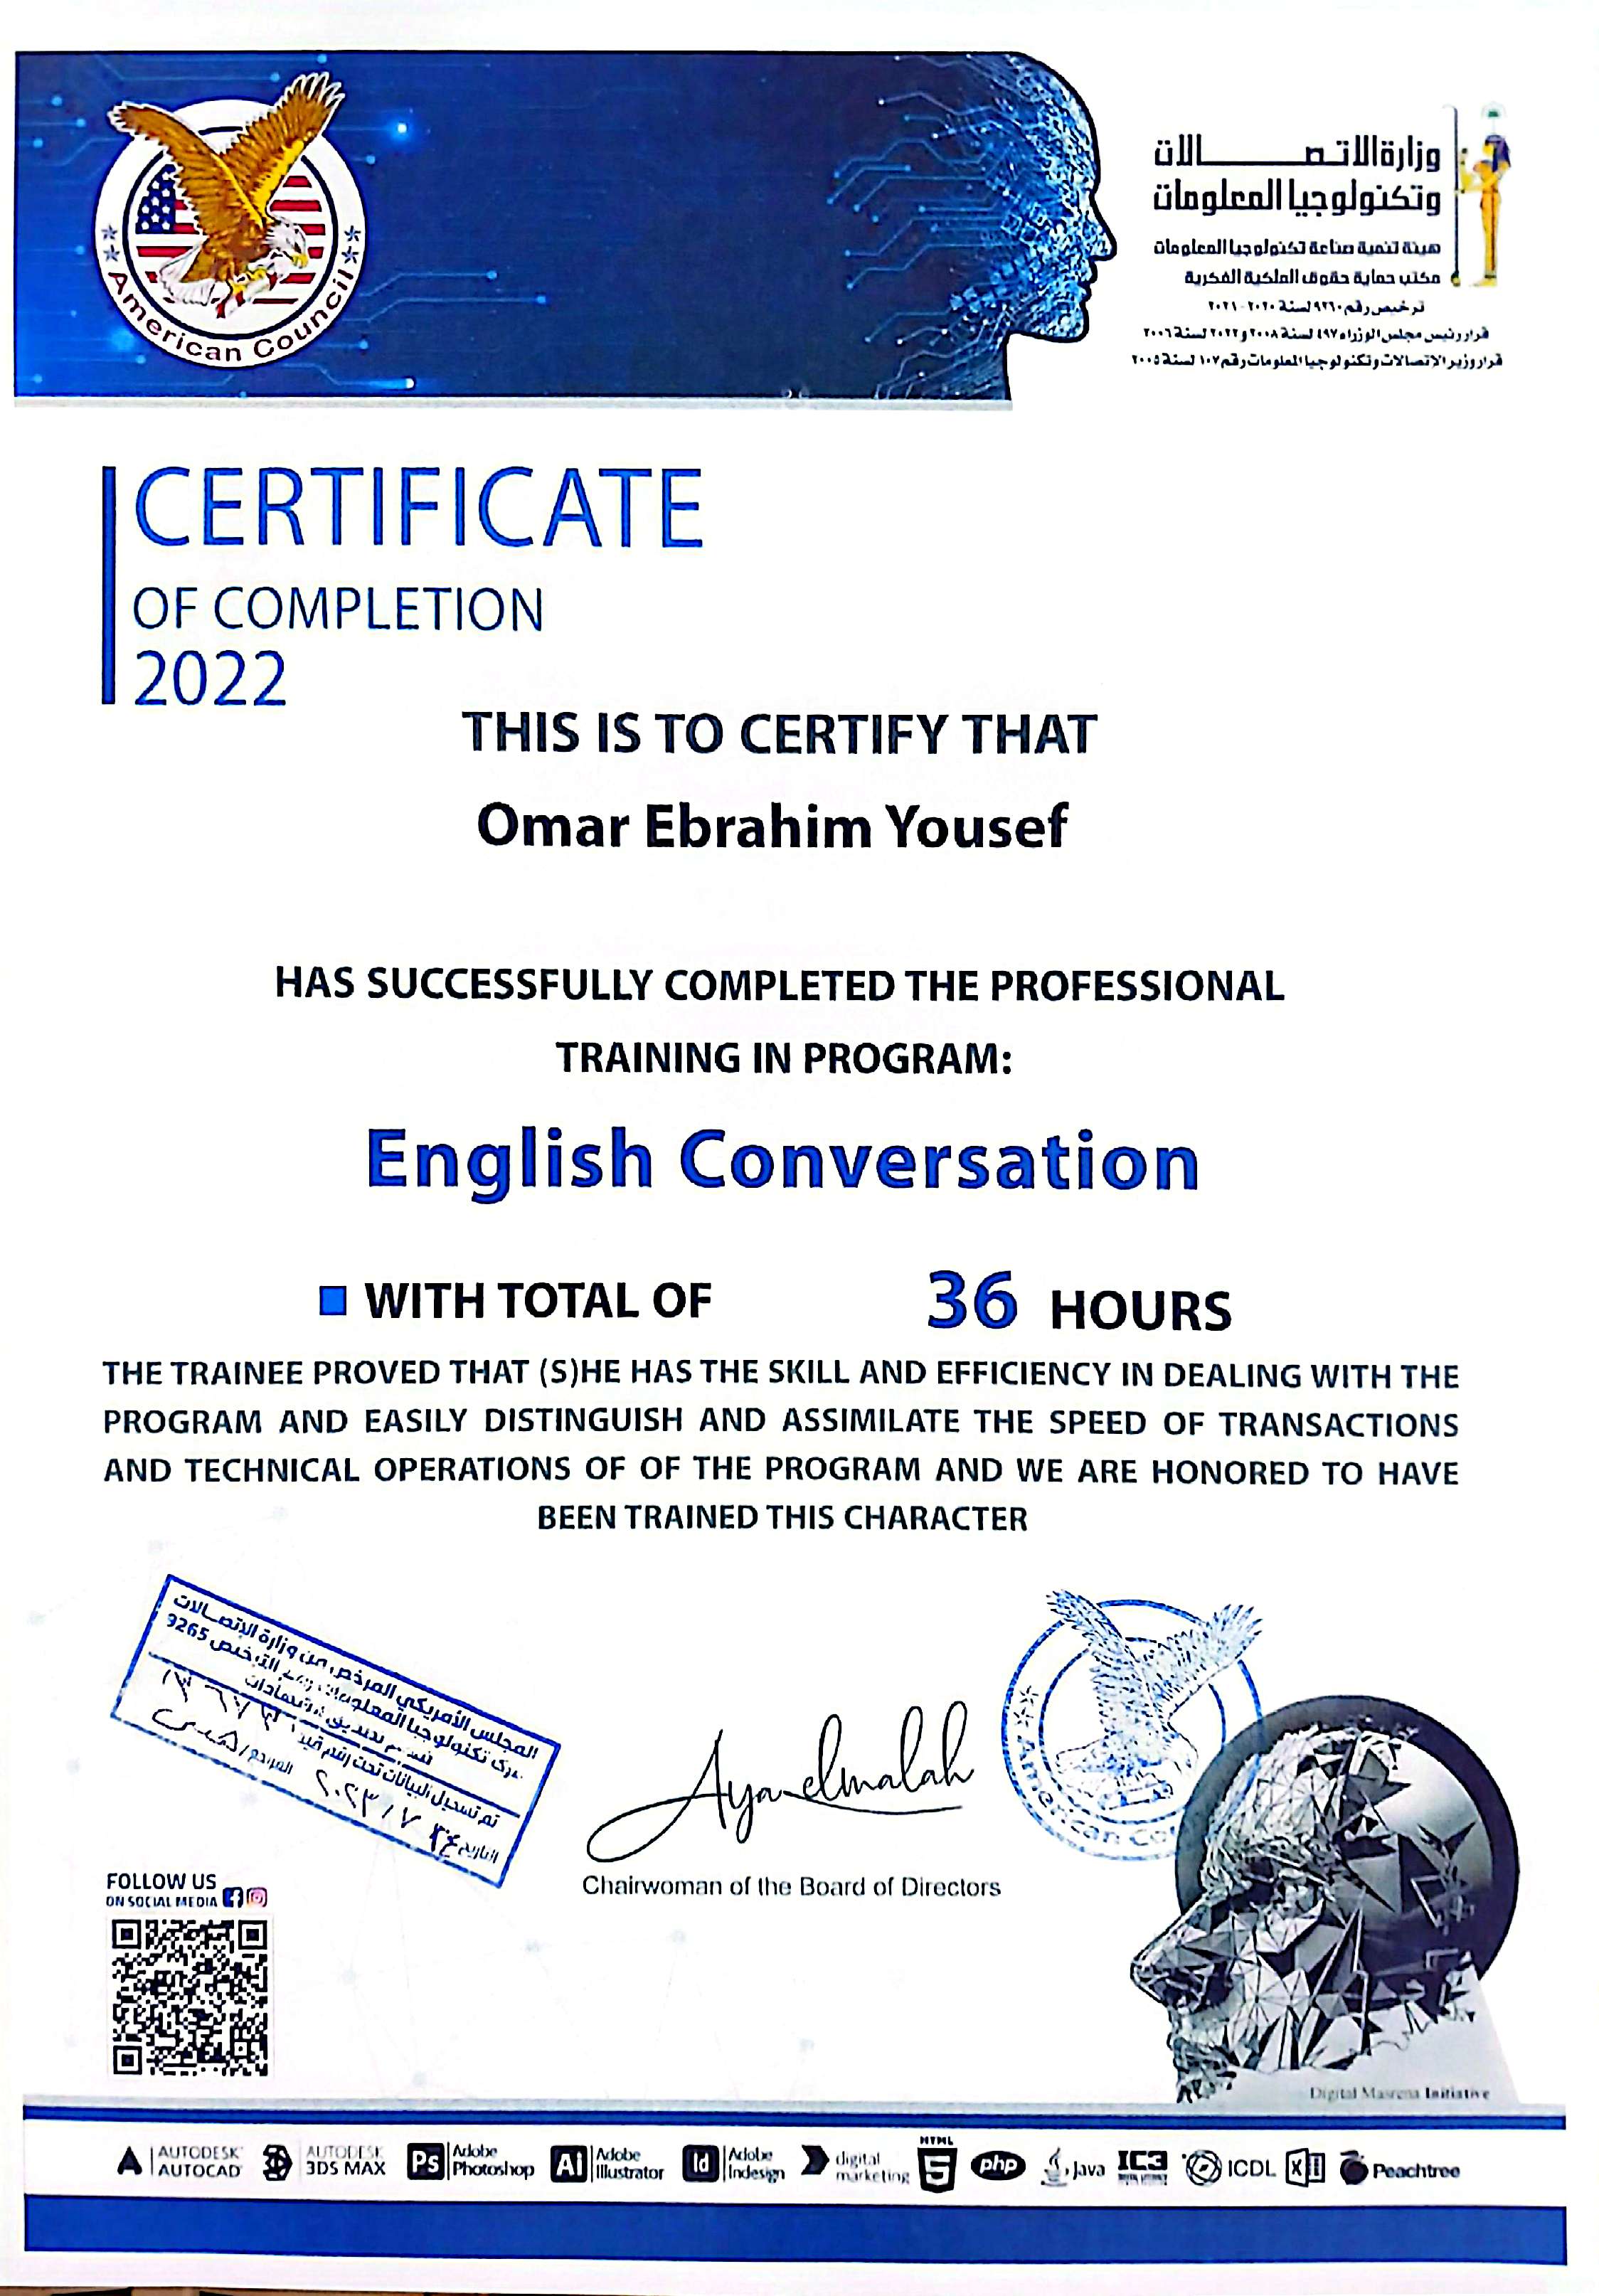 American Council
وزارة الاتصالات
وتكنولوجيا المعلومات
هيئة تنمية صناعة تكنولوجيا المعلومات
مكتب حماية حقوق الملكية الفكرية
ترخيص رقم ٩٢٦٠ لسنة ٢٠٢٠ - ٢٠٢١
قرار رئيس مجلس الوزراء ٤٩٧ لسنة ٢٠٠٨ و ٢٠٢٢ لسنة ٢٠٠٦
قرار وزير الاتصالات وتكنولوجيا المعلومات رقم ١٠٧ لسنة ٢٠٠٥
CERTIFICATE
OF COMPLETION
2022
THIS IS TO CERTIFY THAT
Omar Ebrahim Yousef
HAS SUCCESSFULLY COMPLETED THE PROFESSIONAL
TRAINING IN PROGRAM:
English Conversation
WITH TOTAL OF 36 HOURS
THE TRAINEE PROVED THAT (S)HE HAS THE SKILL AND EFFICIENCY IN DEALING WITH THE
PROGRAM AND EASILY DISTINGUISH AND ASSIMILATE THE SPEED OF TRANSACTIONS
AND TECHNICAL OPERATIONS OF OF THE PROGRAM AND WE ARE HONORED TO HAVE
BEEN TRAINED THIS CHARACTER
المجلس الأمريكي المرخص من وزارة الإتصالات
تكنولوجيا المعلومات الترخيص 9265
تم تسجيل البيانات تحت رقم قيد
التاريخ ٢٤ / ٧ / ٢٠٢٣ المراجع /
Aya elmalah
Chairwoman of the Board of Directors
American Co
FOLLOW US
ON SOCIAL MEDIA
Digital Masrena Initiative
AUTODESK AUTOCAD
AUTODESK 3DS MAX
Ps Adobe Photoshop
Ai Adobe Illustrator
Id Adobe Indesign
digital marketing
HTML 5
php
Java
IC3
ICDL
X
Peachtree